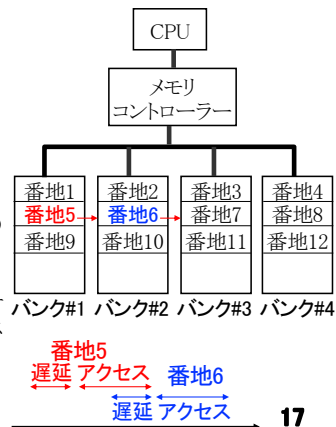 CPU
メモリ
コントローラー
番地1 番地2 番地3 番地4
番地5 番地6 番地7 番地8
番地9 番地10 番地11 番地12
バンク#1 バンク#2 バンク#3 バンク#4
番地5
遅延 アクセス 番地6
遅延 アクセス
17